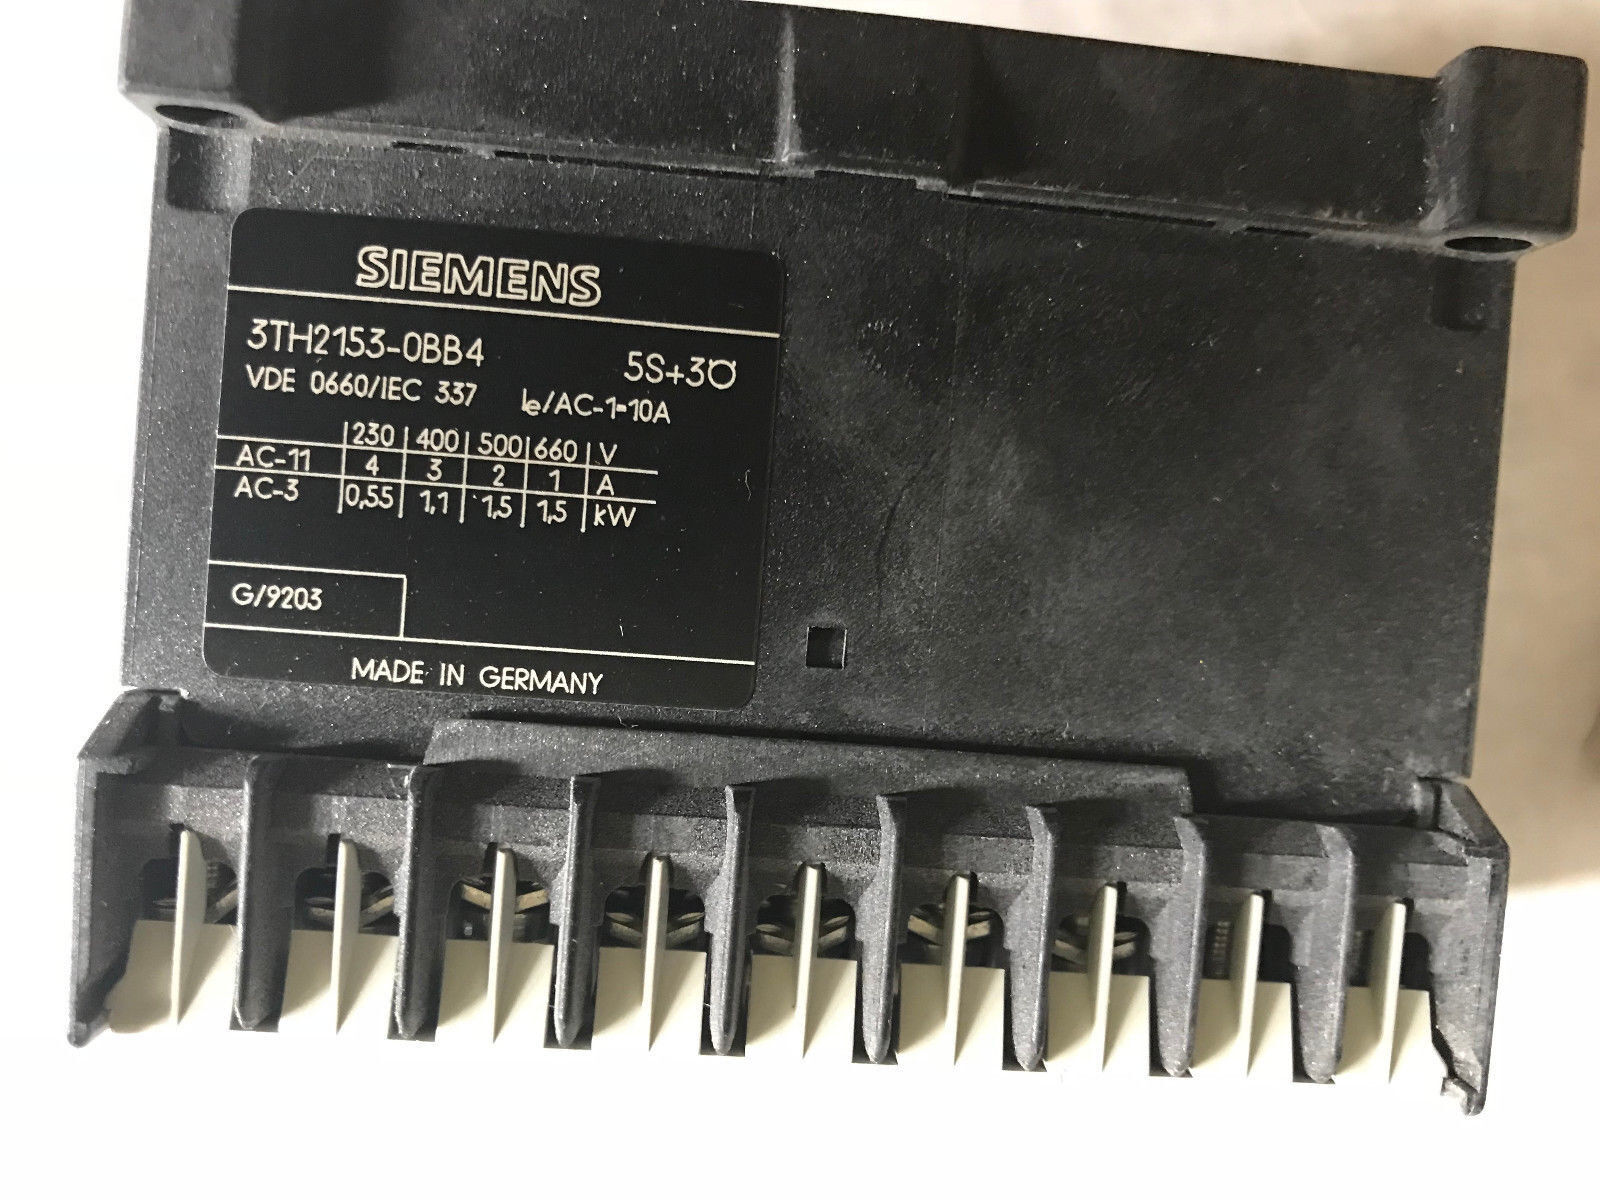 SIEMENS
3TH2153-0BB4 5S+3Ö
VDE 0660/IEC 337 Ie/AC-1=10A
230 400 500 660 V
AC-11 4 3 2 1 A
AC-3 0,55 1,1 1,5 1,5 kW
G/9203
MADE IN GERMANY